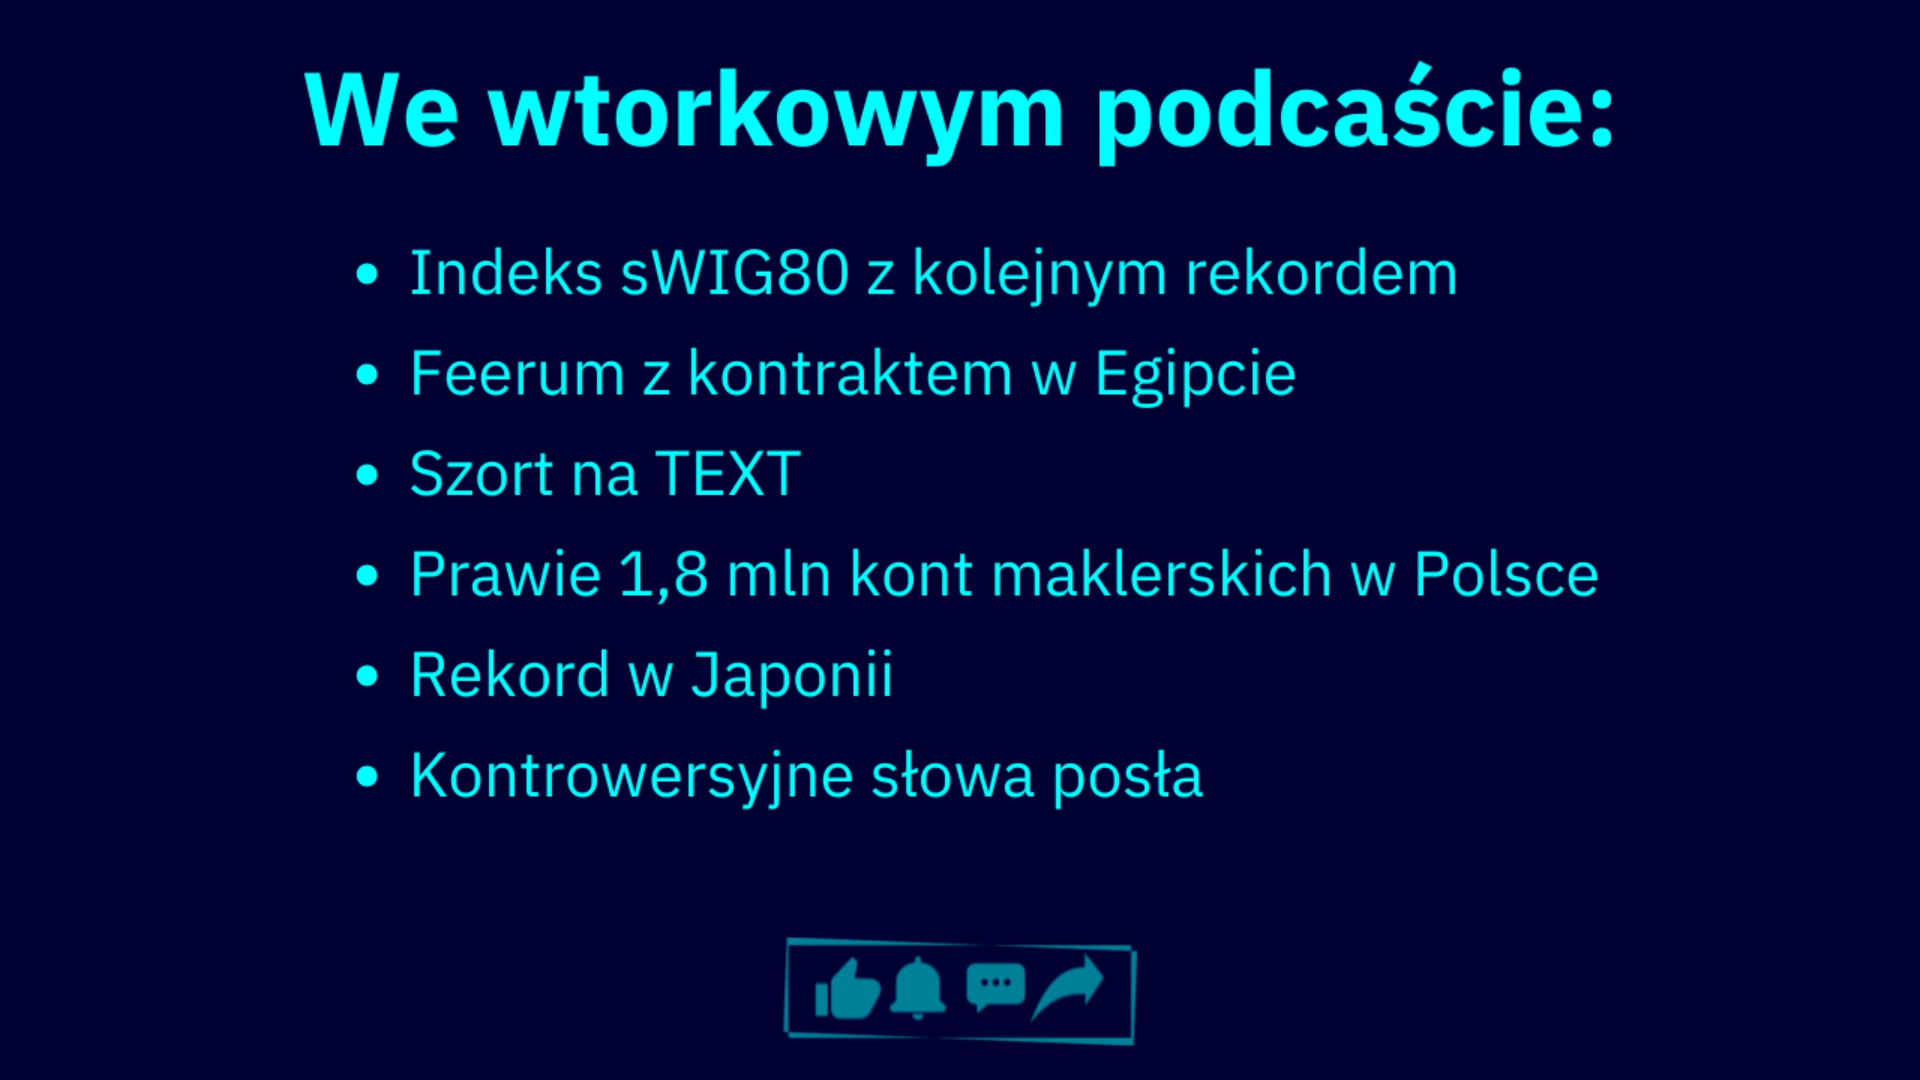 We wtorkowym podcaście:
• Indeks sWIG80 z kolejnym rekordem
• Feerum z kontraktem w Egipcie
• Szort na TEXT
• Prawie 1,8 mln kont maklerskich w Polsce
• Rekord w Japonii
• Kontrowersyjne słowa posła